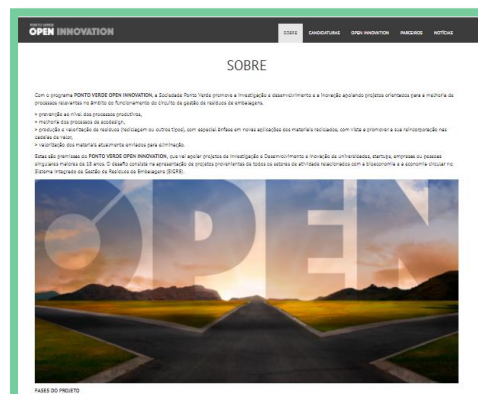 PONTO VERDE
OPEN INNOVATION
SOBRE CANDIDATURAS OPEN INNOVATION PARCEIROS NOTÍCIAS
SOBRE
Com o programa PONTO VERDE OPEN INNOVATION, a Sociedade Ponto Verde promove a Investigação e Desenvolvimento e a Inovação apoiando projetos orientados para a melhoria de
processos relevantes no âmbito do funcionamento do circuito de gestão de resíduos de embalagens.
> prevenção ao nível dos processos produtivos,
> melhoria dos processos de ecodesign,
> produção e valorização de resíduos (reciclagem ou outros tipos), com especial ênfase em novas aplicações dos materiais reciclados, com vista a promover a sua reincorporação nas
cadeias de valor,
> valorização dos materiais atualmente enviados para eliminação.
Estas são premissas do PONTO VERDE OPEN INNOVATION, que vai apoiar projetos de Investigação e Desenvolvimento e Inovação de universidades, startups, empresas ou pessoas
singulares maiores de 18 anos. O desafio consiste na apresentação de projetos provenientes de todos os setores de atividade relacionados com a bioeconomia e a economia circular no
Sistema Integrado de Gestão de Resíduos de Embalagens (SIGRE).
OPEN
FASES DO PROJETO